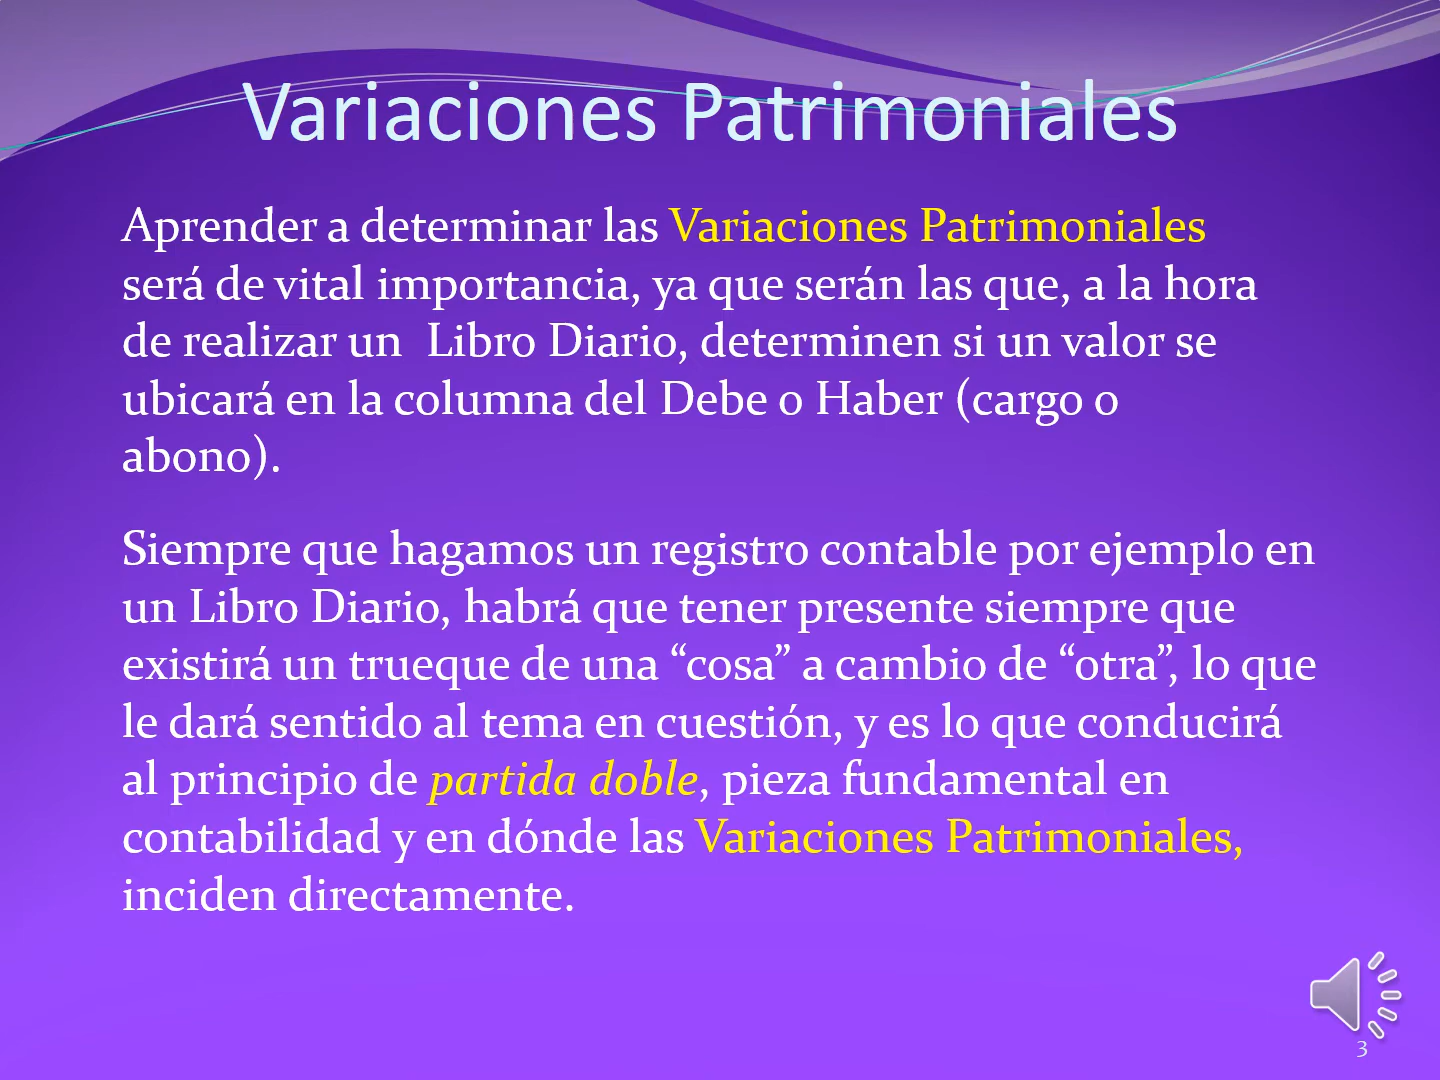 Variaciones Patrimoniales
Aprender a determinar las Variaciones Patrimoniales
será de vital importancia, ya que serán las que, a la hora
de realizar un  Libro Diario, determinen si un valor se
ubicará en la columna del Debe o Haber (cargo o
abono).
Siempre que hagamos un registro contable por ejemplo en
un Libro Diario, habrá que tener presente siempre que
existirá un trueque de una “cosa” a cambio de “otra”, lo que
le dará sentido al tema en cuestión, y es lo que conducirá
al principio de partida doble, pieza fundamental en
contabilidad y en dónde las Variaciones Patrimoniales,
inciden directamente.
3